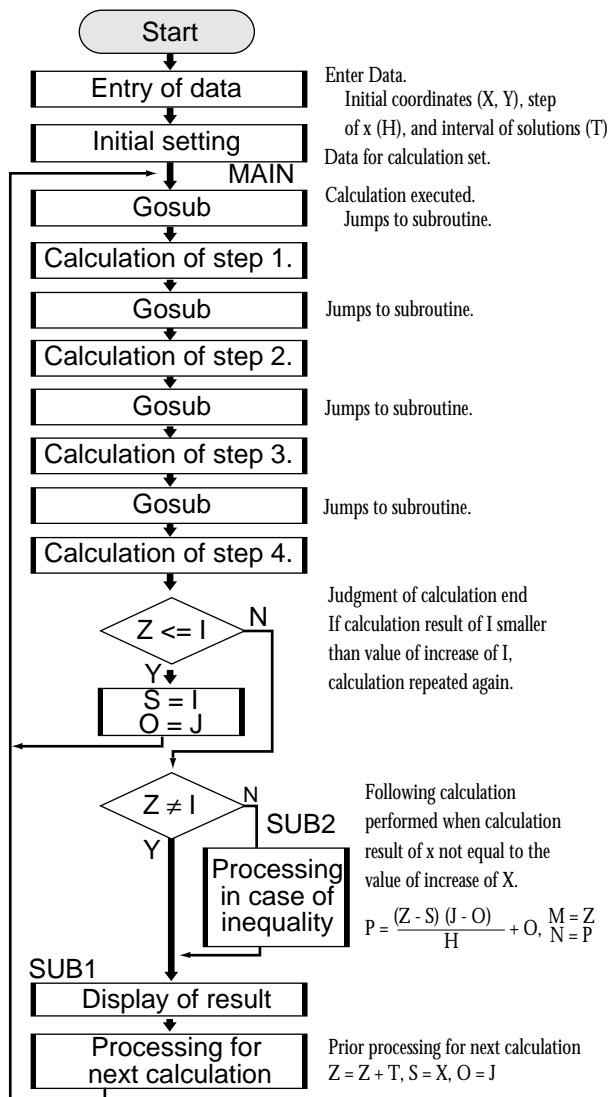 Start
Entry of data
Enter Data.
Initial coordinates (X, Y), step
of x (H), and interval of solutions (T)
Initial setting
Data for calculation set.
MAIN
Gosub
Calculation executed.
Jumps to subroutine.
Calculation of step 1.
Gosub
Jumps to subroutine.
Calculation of step 2.
Gosub
Jumps to subroutine.
Calculation of step 3.
Gosub
Jumps to subroutine.
Calculation of step 4.
Z <= I
N
Y
Judgment of calculation end
If calculation result of I smaller
than value of increase of I,
calculation repeated again.
S = I
O = J
Z ≠ I
N
Y
SUB2
Processing
in case of
inequality
Following calculation
performed when calculation
result of x not equal to the
value of increase of X.
P = (Z - S) (J - O) / H + O, M = Z
N = P
SUB1
Display of result
Processing for
next calculation
Prior processing for next calculation
Z = Z + T, S = X, O = J